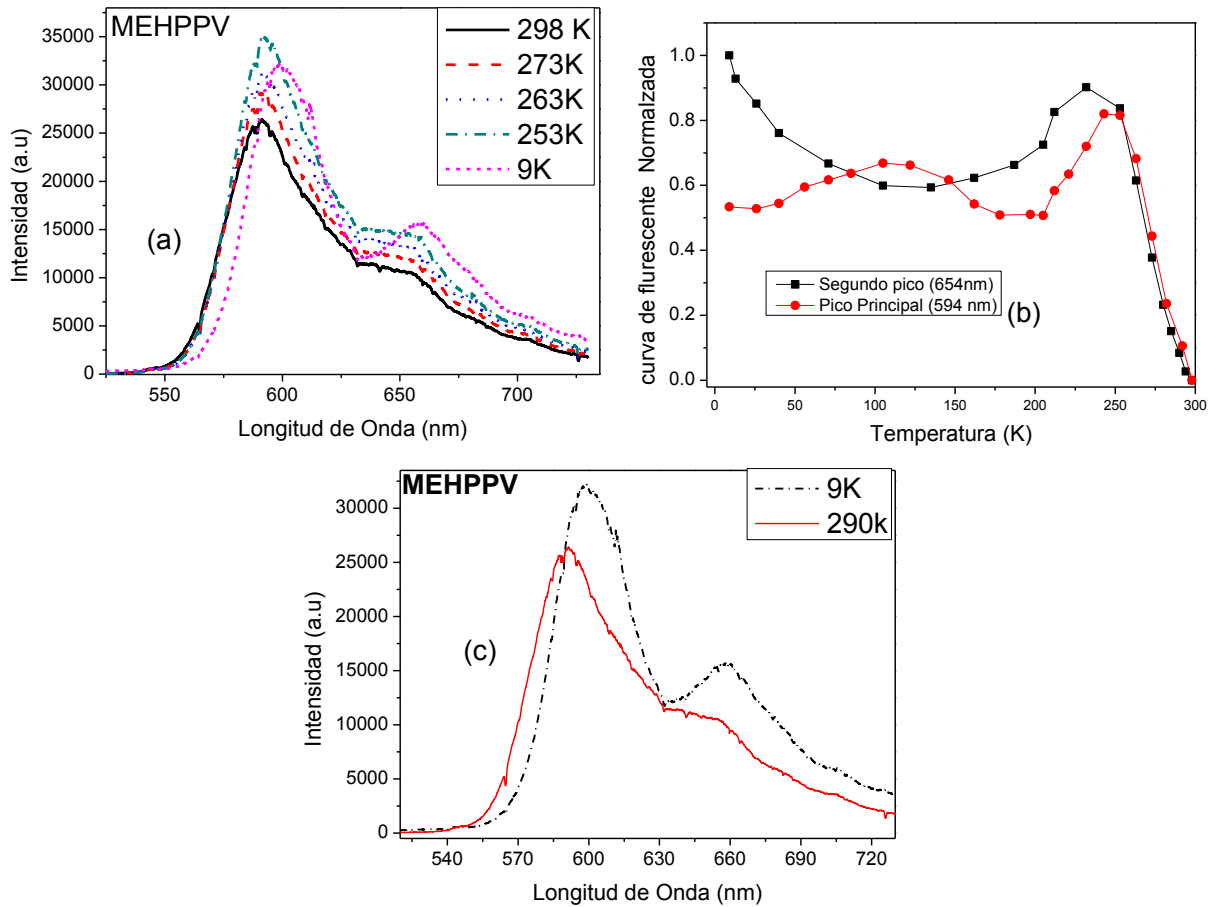 MEHPPV
298 K
273K
263K
253K
9K
(a)
Intensidad (a.u)
35000
30000
25000
20000
15000
10000
5000
0
550 600 650 700
Longitud de Onda (nm)
curva de flurescente Normalzada
1.0
0.8
0.6
0.4
0.2
0.0
Segundo pico (654nm)
Pico Principal (594 nm)
(b)
0 50 100 150 200 250 300
Temperatura (K)
MEHPPV
9K
290k
(c)
Intensidad (a.u)
30000
25000
20000
15000
10000
5000
0
540 570 600 630 660 690 720
Longitud de Onda (nm)